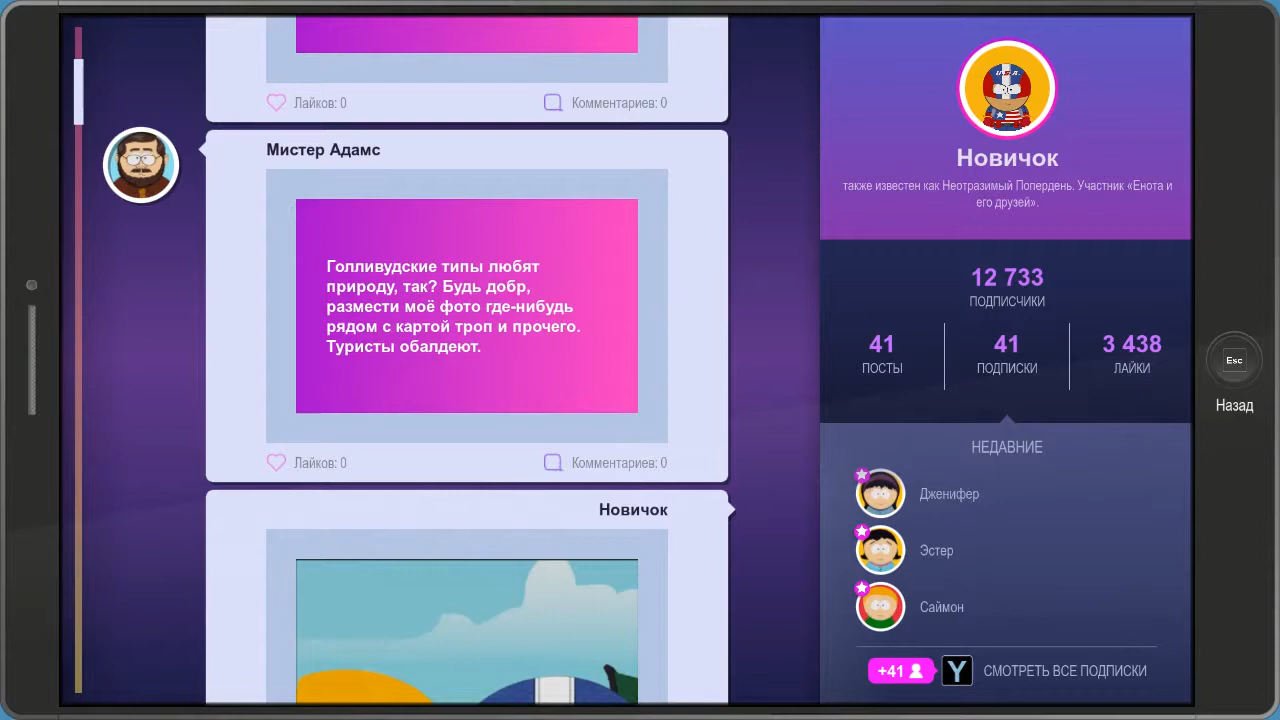 Лайков: 0
Комментариев: 0
Мистер Адамс
Голливудские типы любят
природу, так? Будь добр,
размести моё фото где-нибудь
рядом с картой троп и прочего.
Туристы обалдеют.
Лайков: 0
Комментариев: 0
Новичок
Новичок
также известен как Неотразимый Попердень. Участник «Енота и
его друзей».
12 733
ПОДПИСЧИКИ
41
ПОСТЫ
41
ПОДПИСКИ
3 438
ЛАЙКИ
НЕДАВНИЕ
Дженифер
Эстер
Саймон
+41
Y
СМОТРЕТЬ ВСЕ ПОДПИСКИ
Esc
Назад